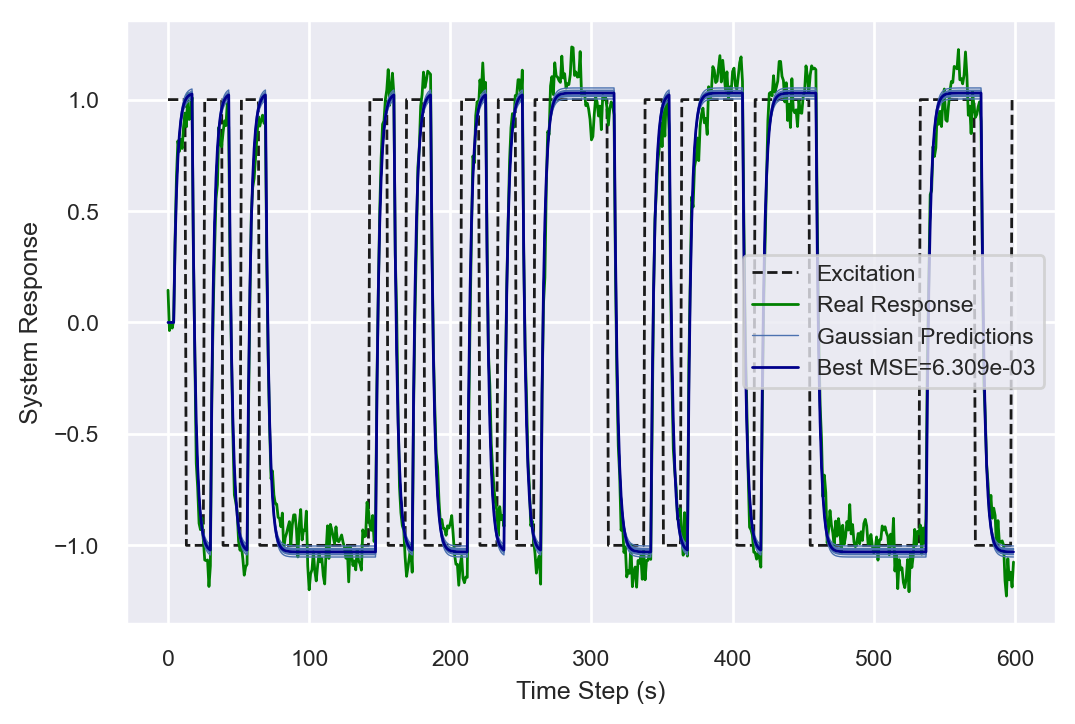 1.0
0.5
0.0
−0.5
−1.0
System Response
Excitation
Real Response
Gaussian Predictions
Best MSE=6.309e-03
0 100 200 300 400 500 600
Time Step (s)